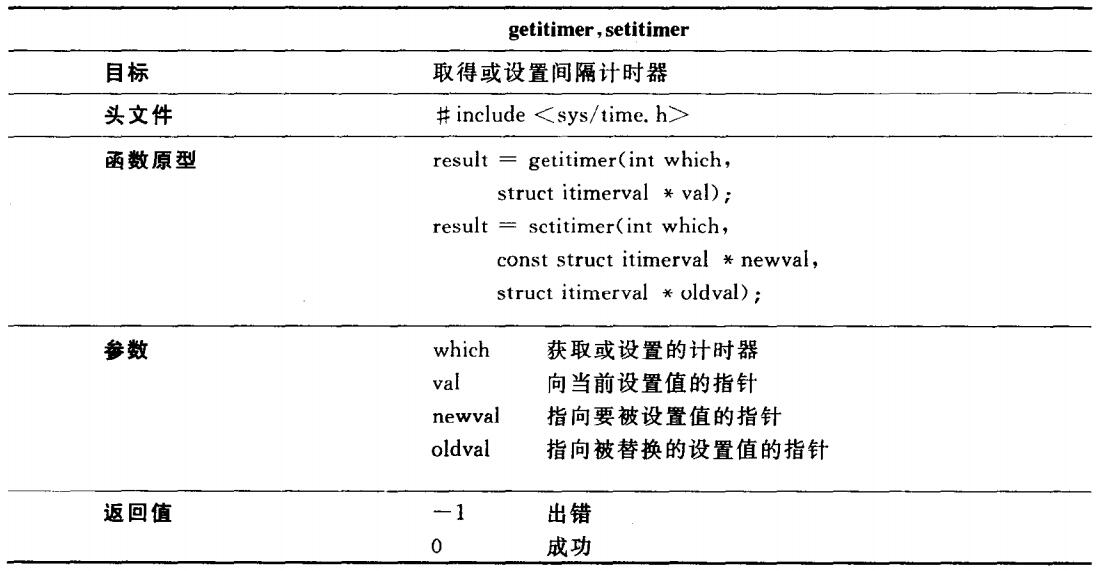 getitimer,setitimer
目标 取得或设置间隔计时器
头文件 # include <sys/time. h>
函数原型 result = getitimer(int which,
struct itimerval * val);
result = sctitimer(int which,
const struct itimerval * newval,
struct itimerval * oldval);
参数 which 获取或设置的计时器
val 向当前设置值的指针
newval 指向要被设置值的指针
oldval 指向被替换的设置值的指针
返回值 -1 出错
0 成功